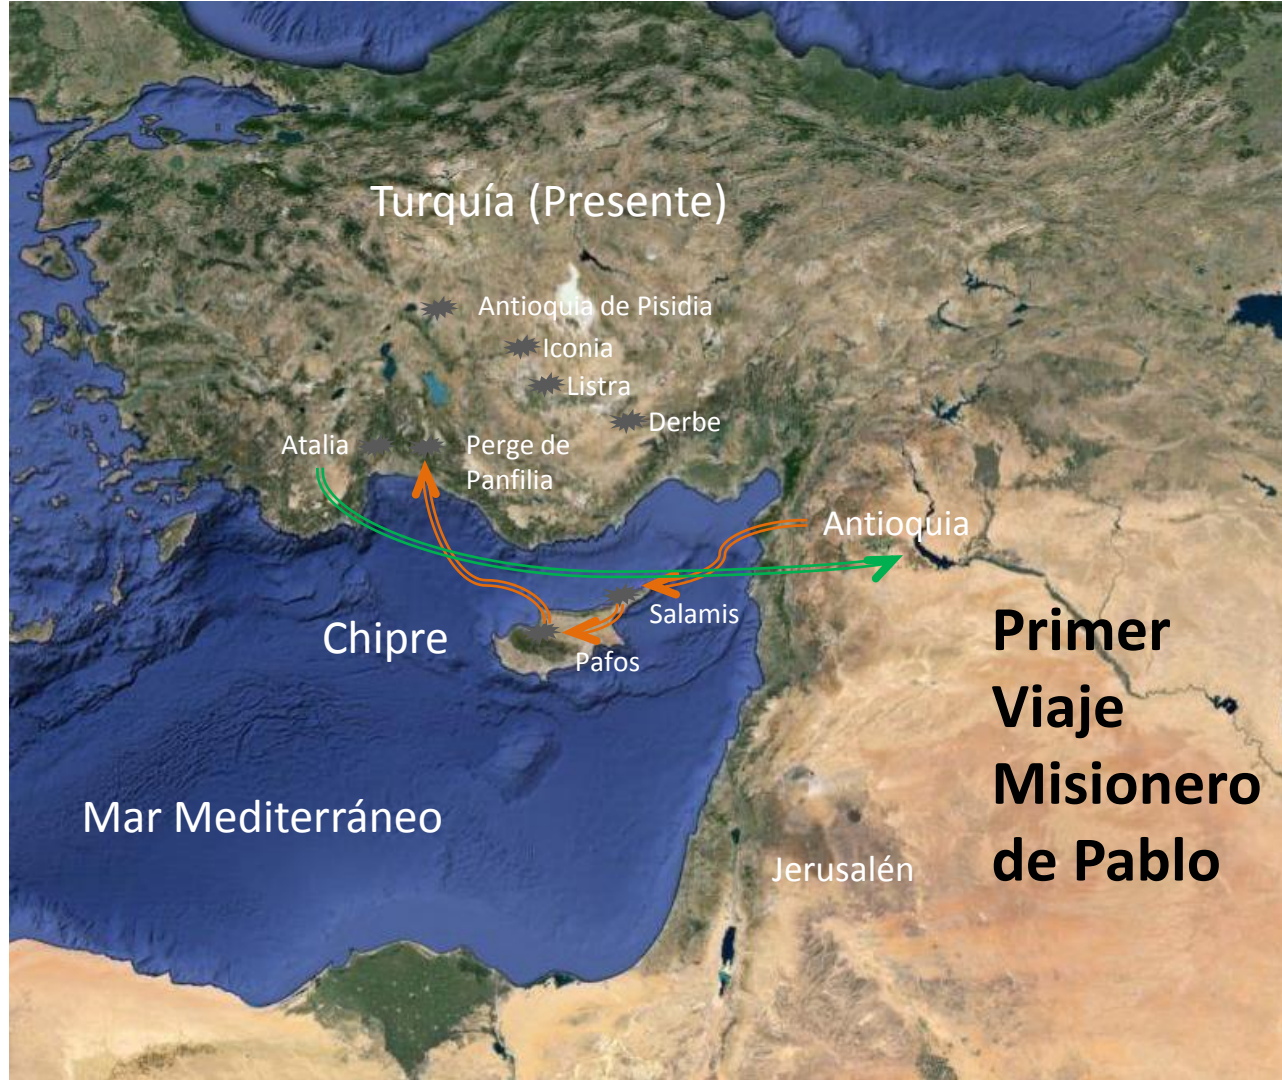 Turquía (Presente)
Antioquia de Pisidia
Iconia
Listra
Derbe
Atalia
Perge de
Panfilia
Antioquia
Salamis
Chipre
Pafos
Primer
Viaje
Misionero
de Pablo
Mar Mediterráneo
Jerusalén